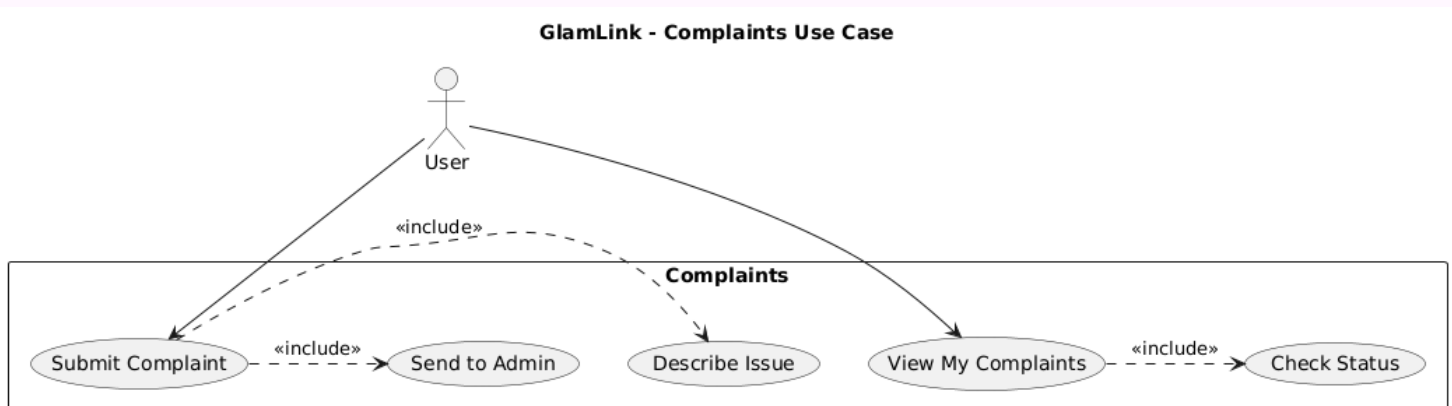 GlamLink - Complaints Use Case
User
«include»
Complaints
Submit Complaint
«include»
Send to Admin
Describe Issue
View My Complaints
«include»
Check Status